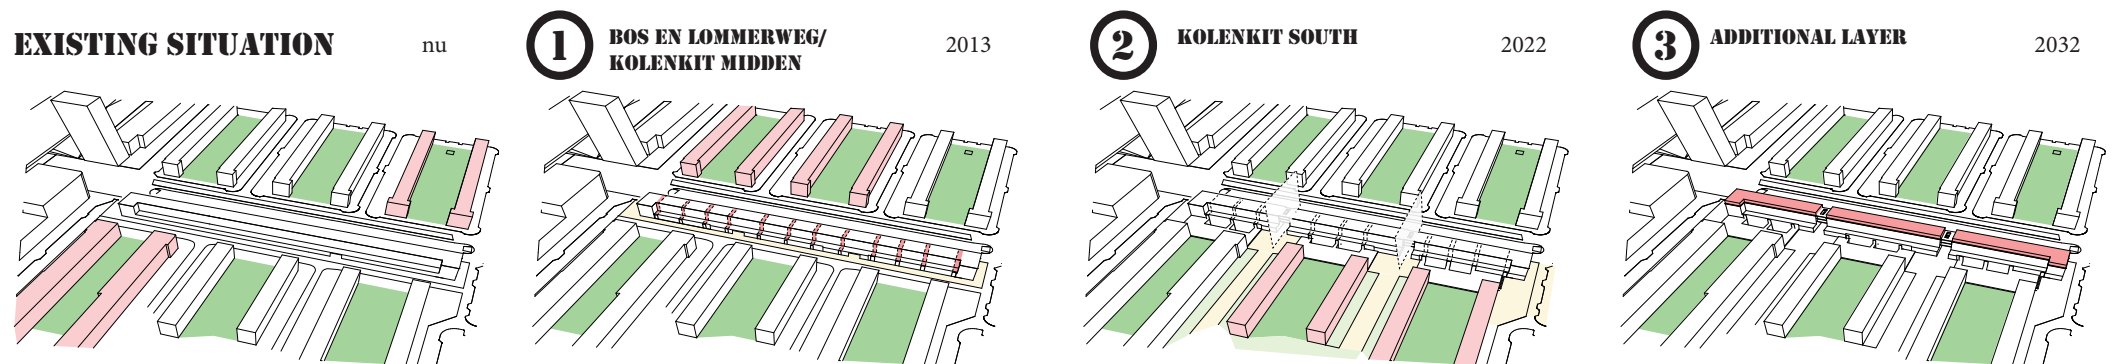 EXISTING SITUATION nu
1 BOS EN LOMMERWEG/ 2013
KOLENKIT MIDDEN
2 KOLENKIT SOUTH 2022
3 ADDITIONAL LAYER 2032